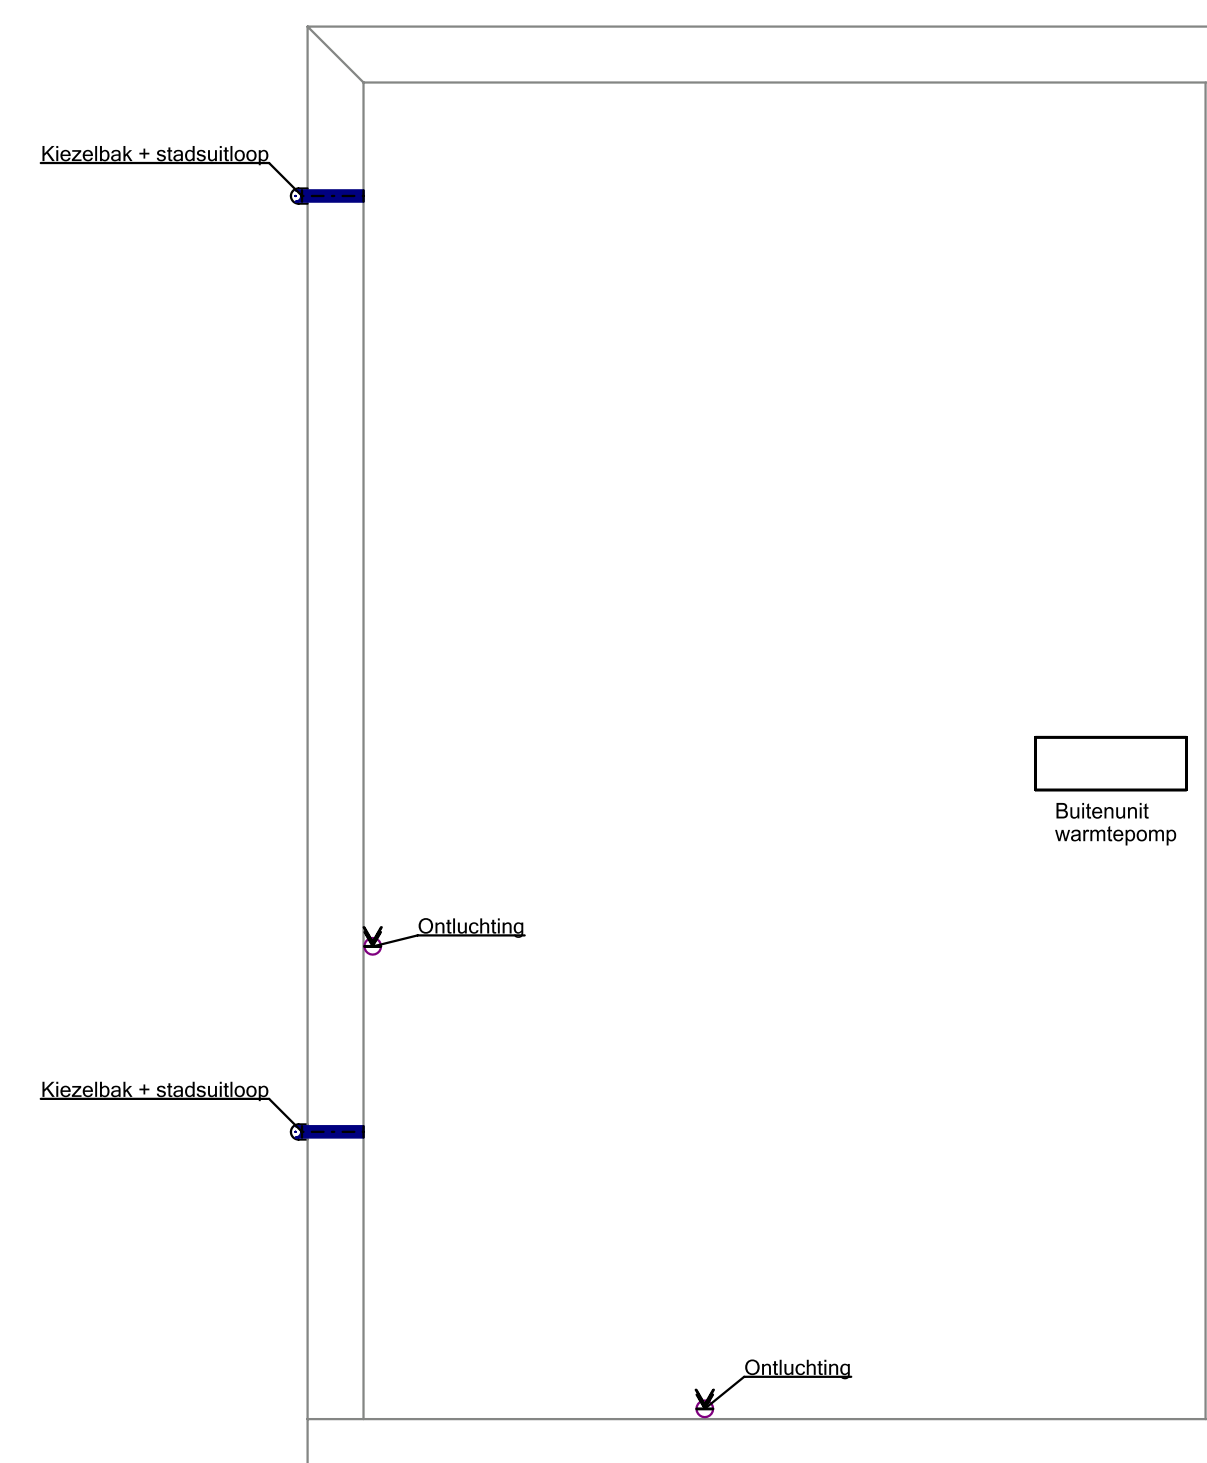 Kiezelbak + stadsuitloop
Buitenunit
warmtepomp
Ontluchting
Kiezelbak + stadsuitloop
Ontluchting